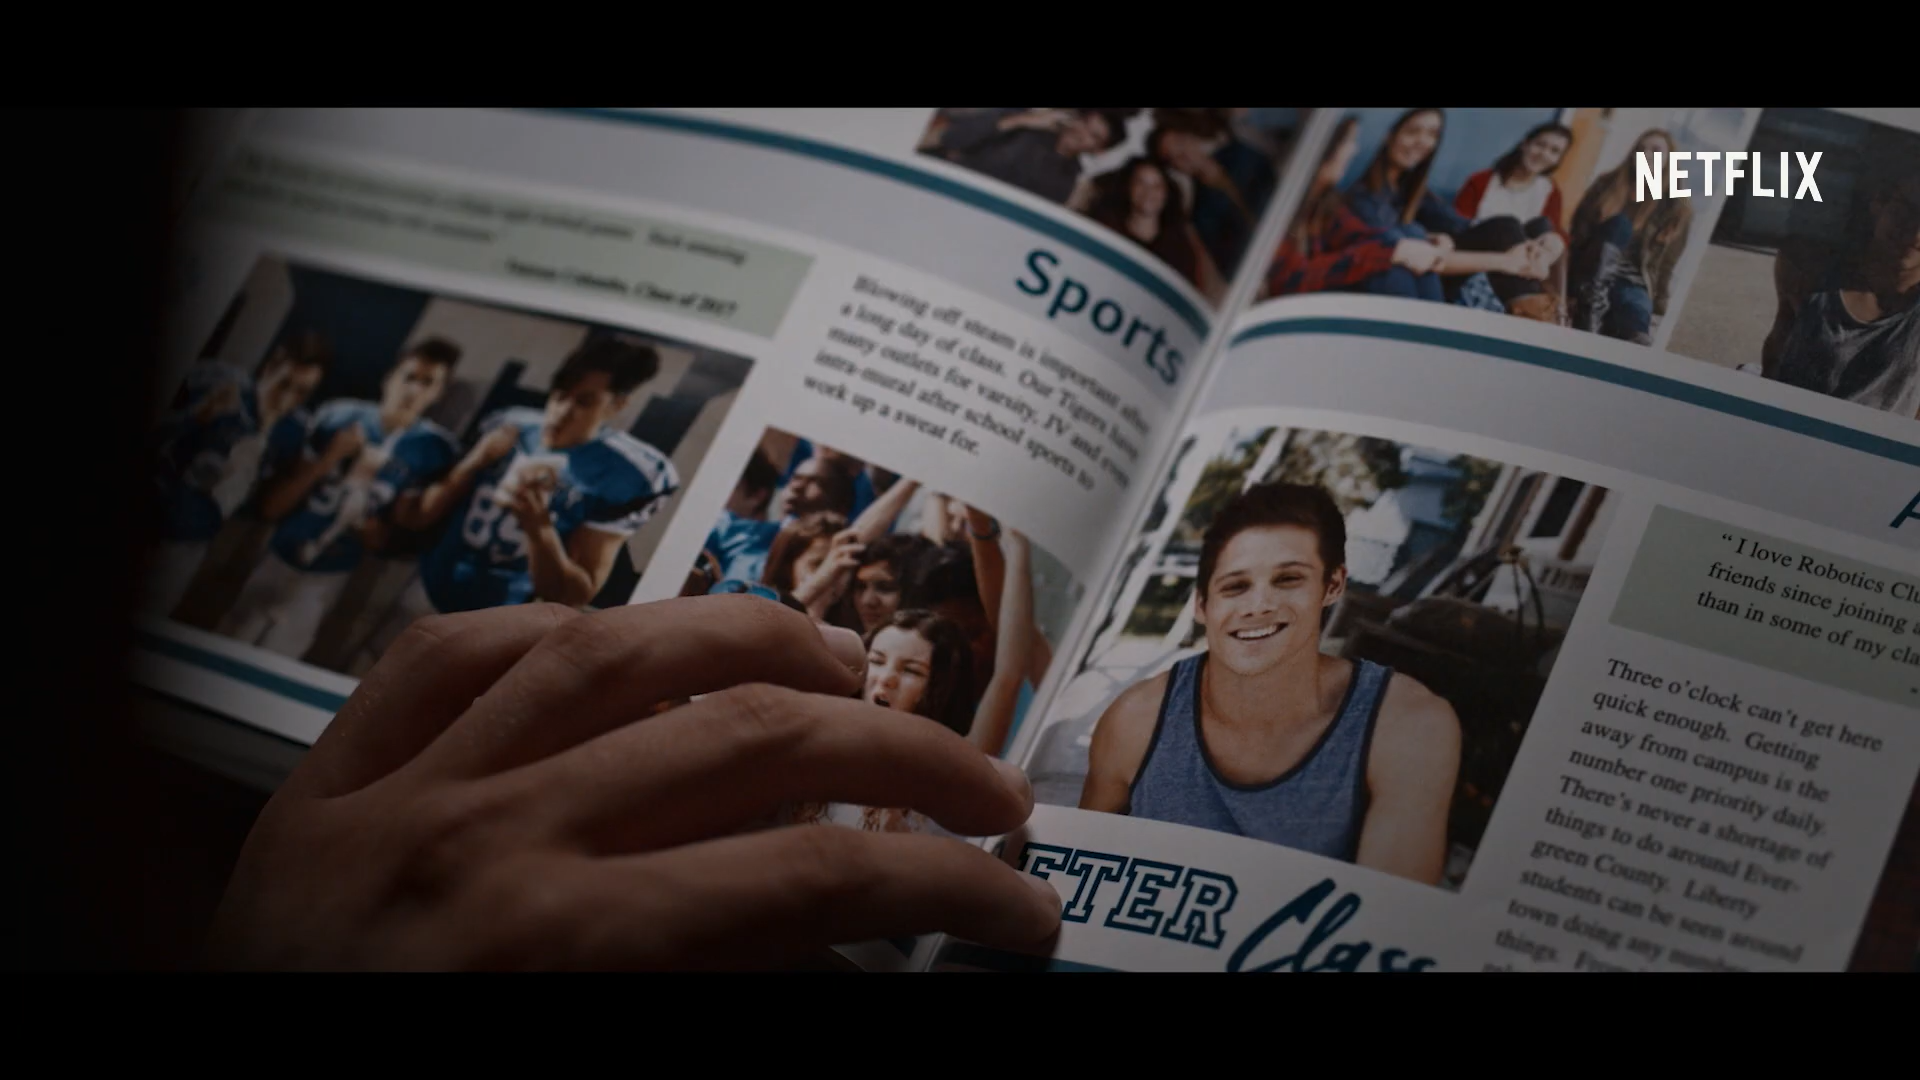 NETFLIX
Class of 2017
Sports
Blowing off steam is important after
a long day of class. Our Tigers have
many outlets for varsity, JV and even
intra-mural after school sports to
work up a sweat for.
“I love Robotics
friends since joining
than in some of my
Three o’clock can’t get here
quick enough. Getting
away from campus is the
number one priority daily.
There’s never a shortage of
things to do around Ever-
green County. Liberty
students can be seen around
town doing any
things.
FTER Class